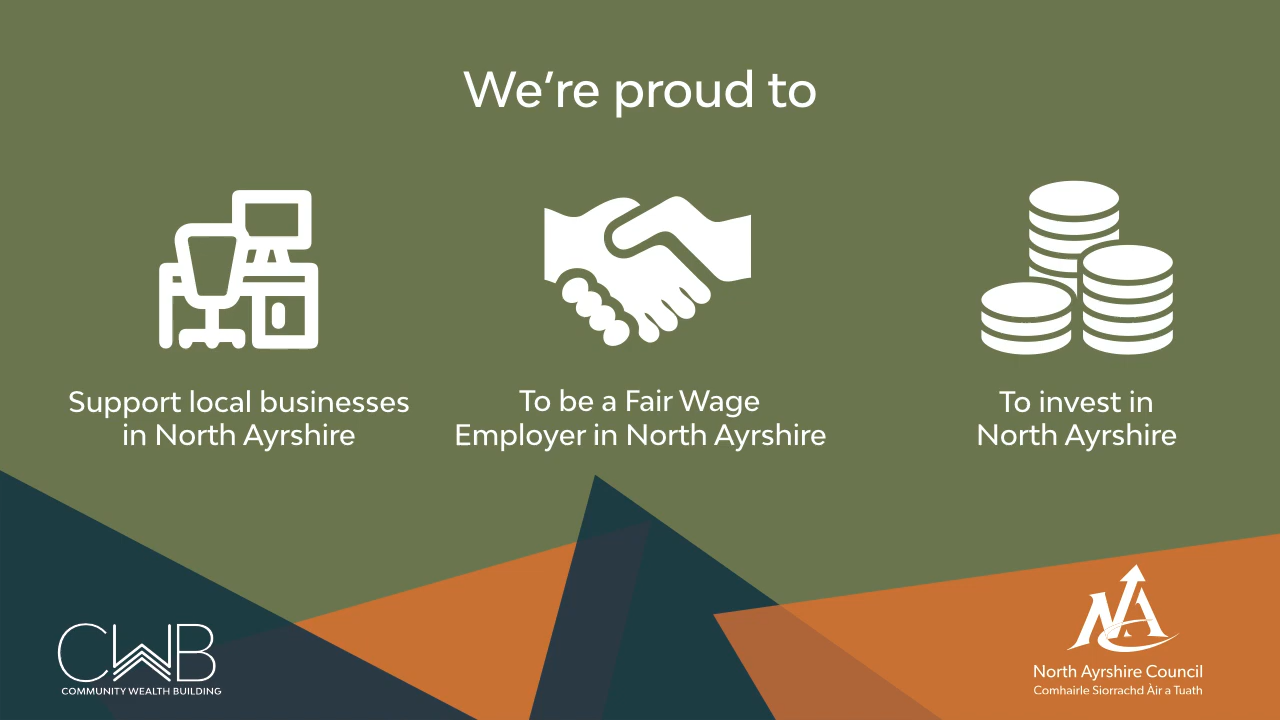 We're proud to
Support local businesses
in North Ayrshire
To be a Fair Wage
Employer in North Ayrshire
To invest in
North Ayrshire
CWB
COMMUNITY WEALTH BUILDING
NA
North Ayrshire Council
Comhairle Siorrachd Àir a Tuath